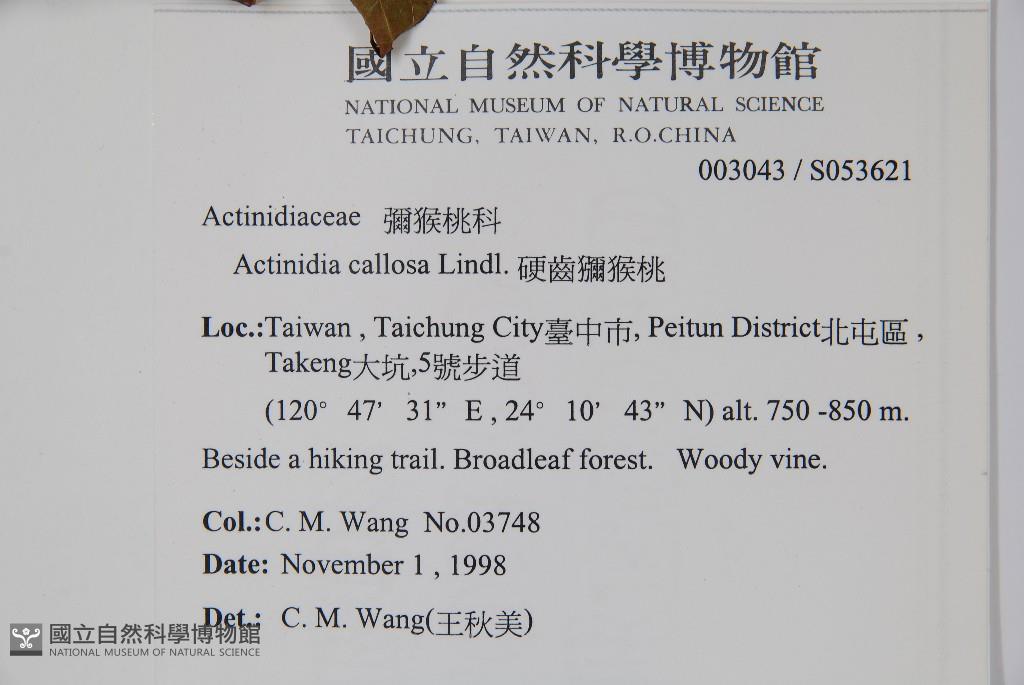 國立自然科學博物館
NATIONAL MUSEUM OF NATURAL SCIENCE
TAICHUNG, TAIWAN, R.O.CHINA
003043 / S053621
Actinidiaceae 彌猴桃科
Actinidia callosa Lindl. 硬齒獼猴桃
Loc.:Taiwan , Taichung City臺中市, Peitun District北屯區 ,
Takeng大坑,5號步道
(120° 47’ 31” E , 24° 10’ 43” N) alt. 750 -850 m.
Beside a hiking trail. Broadleaf forest. Woody vine.
Col.: C. M. Wang No.03748
Date: November 1 , 1998
Det.: C. M. Wang(王秋美)
國立自然科學博物館
NATIONAL MUSEUM OF NATURAL SCIENCE